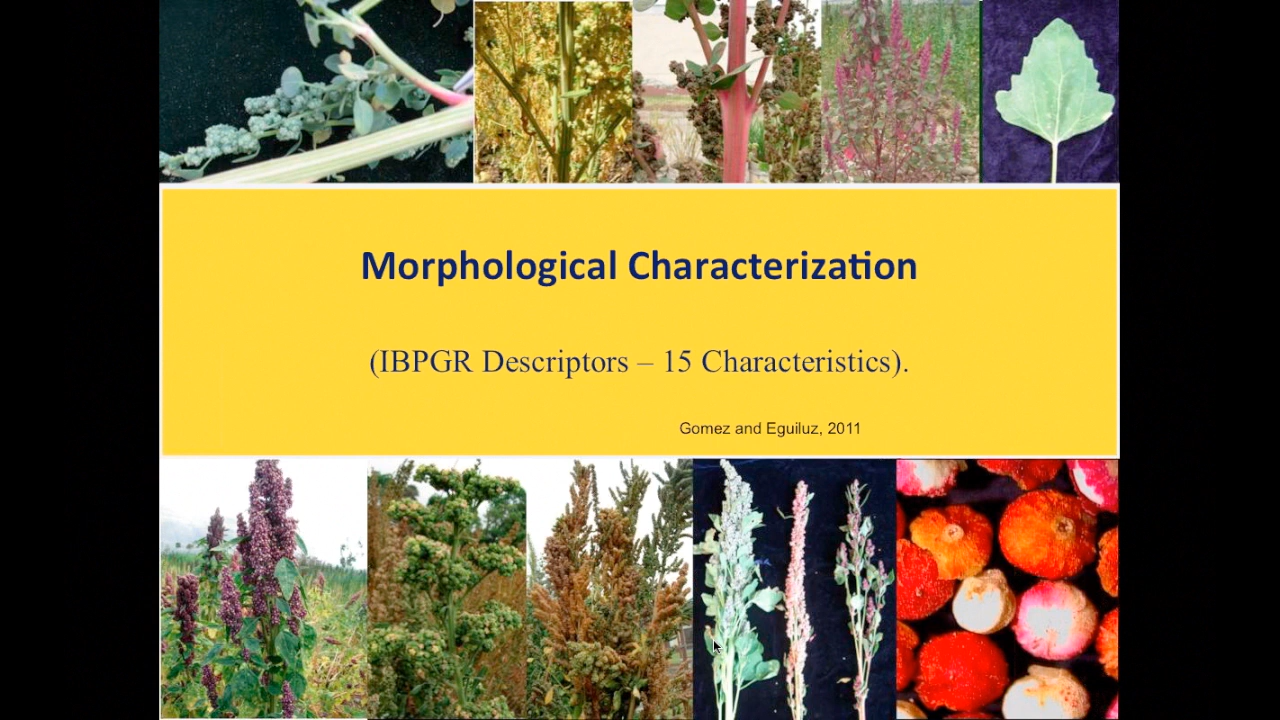 Morphological Characterization
(IBPGR Descriptors – 15 Characteristics).
Gomez and Eguiluz, 2011